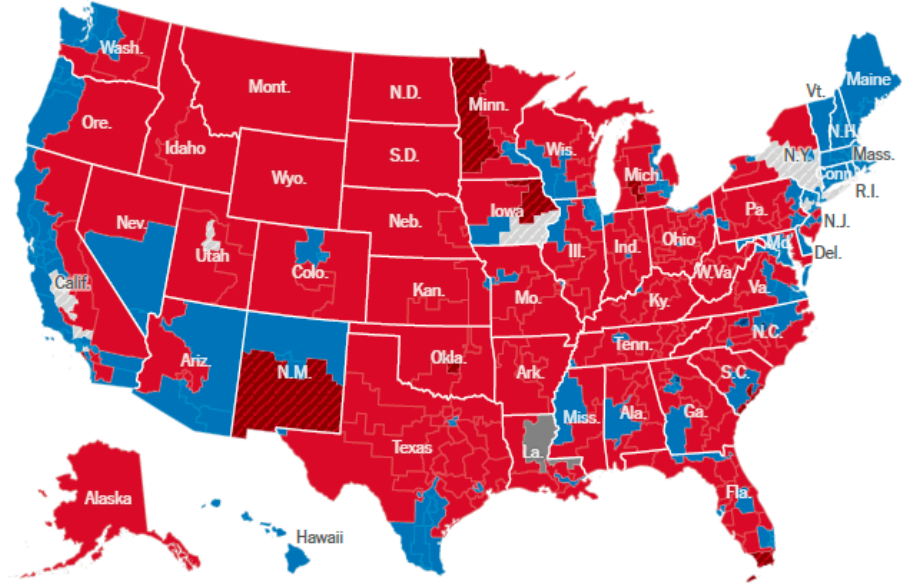 Wash.
Mont.
N.D.
Minn.
Vt.
Maine
Ore.
Idaho
Wis.
N.H.
N.Y.
Mass.
S.D.
Wyo.
Mich.
Conn.
R.I.
Nev.
Neb.
Iowa
Pa.
N.J.
Utah
Colo.
Ill.
Ind.
Ohio
Md.
Del.
Calif.
Kan.
Mo.
W.Va.
Va.
Ky.
N.C.
Ariz.
N.M.
Okla.
Ark.
Tenn.
S.C.
Miss.
Ala.
Ga.
Texas
La.
Alaska
Fla.
Hawaii